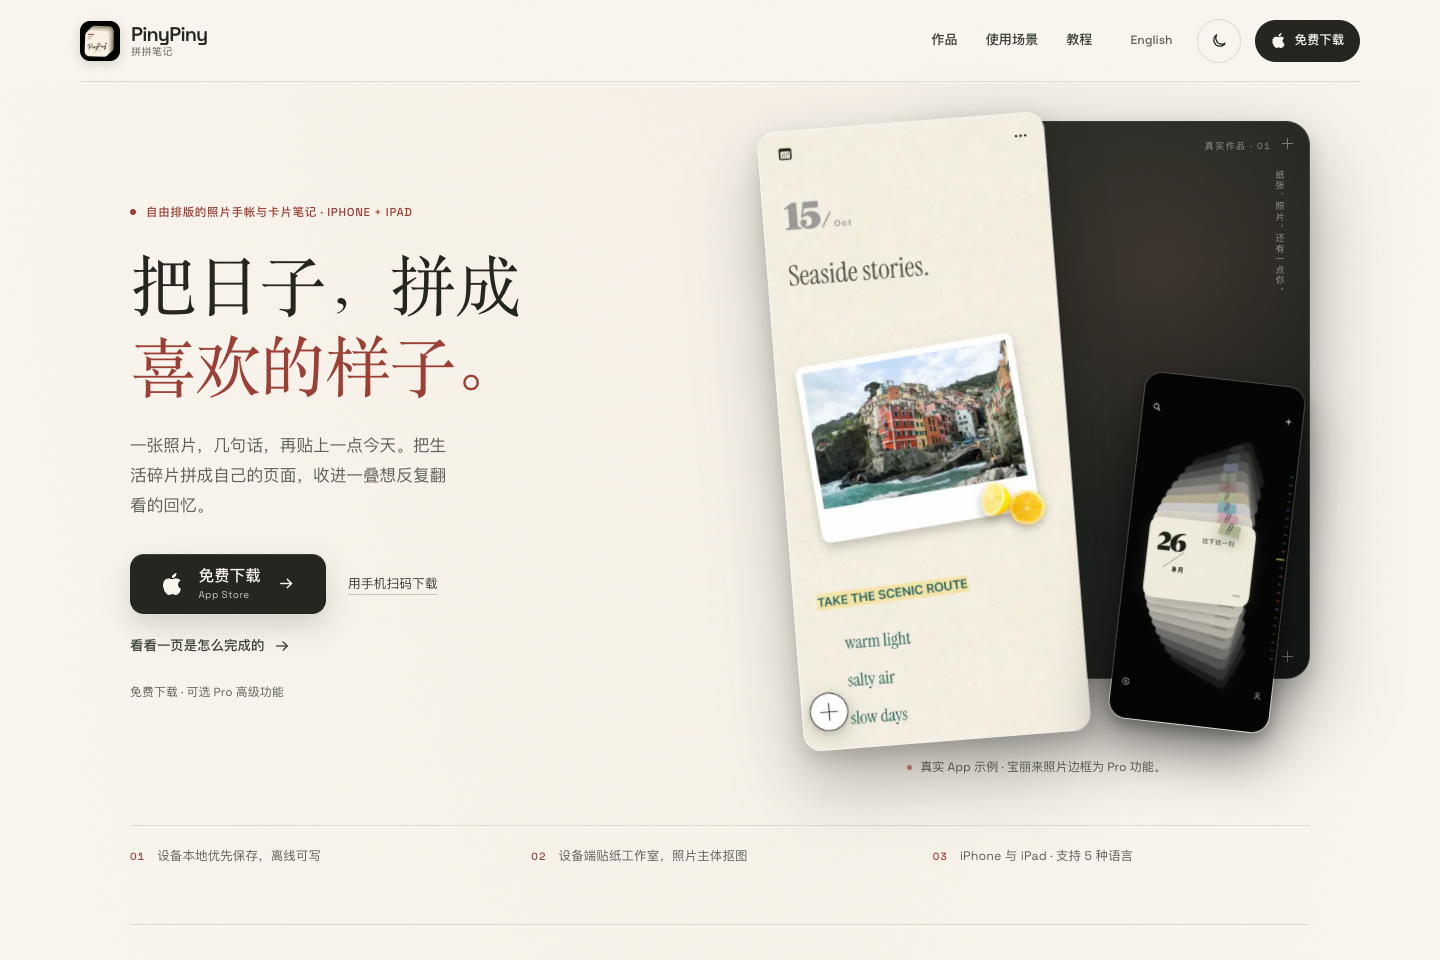 PinyPiny
拼拼笔记
作品
使用场景
教程
English
免费下载
自由排版的照片手帐与卡片笔记 · IPHONE + IPAD
把日子，拼成
喜欢的样子。
一张照片，几句话，再贴上一点今天。把生
活碎片拼成自己的页面，收进一叠想反复翻
看的回忆。
免费下载
App Store
用手机扫码下载
看看一页是怎么完成的
免费下载 · 可选 Pro 高级功能
15/ Oct
Seaside stories.
TAKE THE SCENIC ROUTE
warm light
salty air
slow days
真实作品 · 01
纸张、照片，还有一点你。
26
真实 App 示例 · 宝丽来照片边框为 Pro 功能。
01 设备本地优先保存，离线可写
02 设备端贴纸工作室，照片主体抠图
03 iPhone 与 iPad · 支持 5 种语言